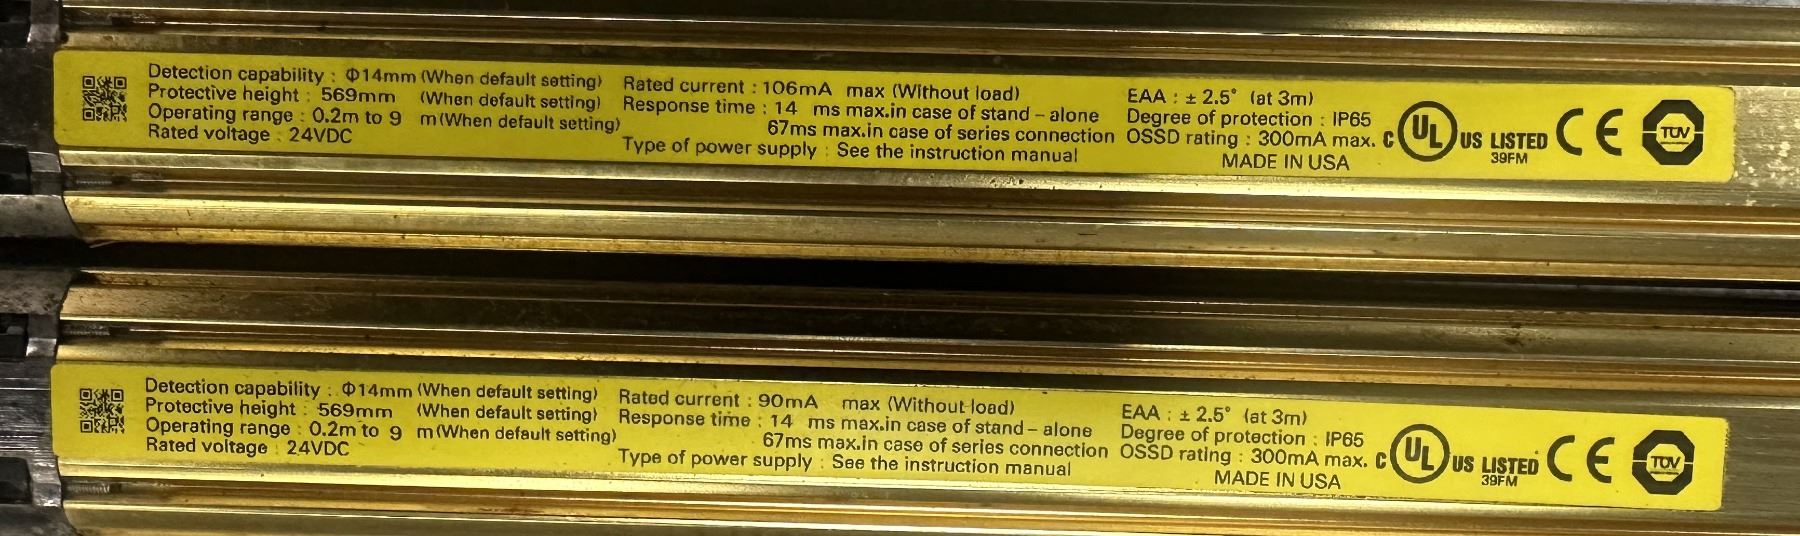 Detection capability : Φ14mm (When default setting)
Protective height : 569mm (When default setting)
Operating range : 0.2m to 9 m(When default setting)
Rated voltage : 24VDC
Rated current : 106mA max (Without load)
Response time : 14 ms max.in case of stand – alone
67ms max.in case of series connection
Type of power supply : See the instruction manual
EAA : ± 2.5° (at 3m)
Degree of protection : IP65
OSSD rating : 300mA max.
MADE IN USA
C UL US LISTED
39FM
CE
TÜV
Detection capability : Φ14mm (When default setting)
Protective height : 569mm (When default setting)
Operating range : 0.2m to 9 m(When default setting)
Rated voltage : 24VDC
Rated current : 90mA max (Without load)
Response time : 14 ms max.in case of stand – alone
67ms max.in case of series connection
Type of power supply : See the instruction manual
EAA : ± 2.5° (at 3m)
Degree of protection : IP65
OSSD rating : 300mA max.
MADE IN USA
C UL US LISTED
39FM
CE
TÜV